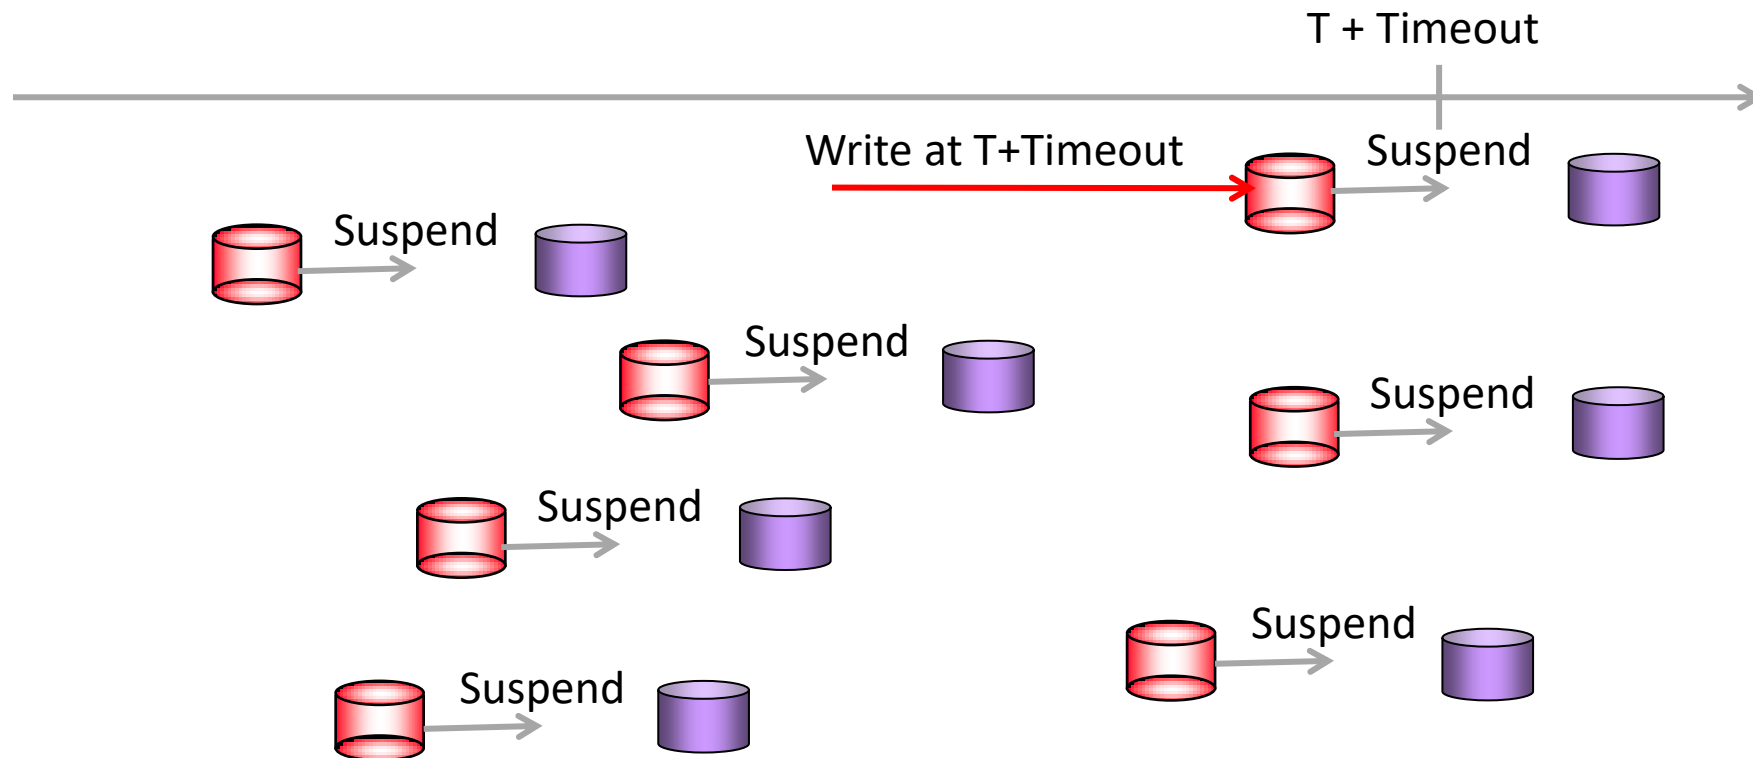 T + Timeout
Write at T+Timeout
Suspend
Suspend
Suspend
Suspend
Suspend
Suspend
Suspend